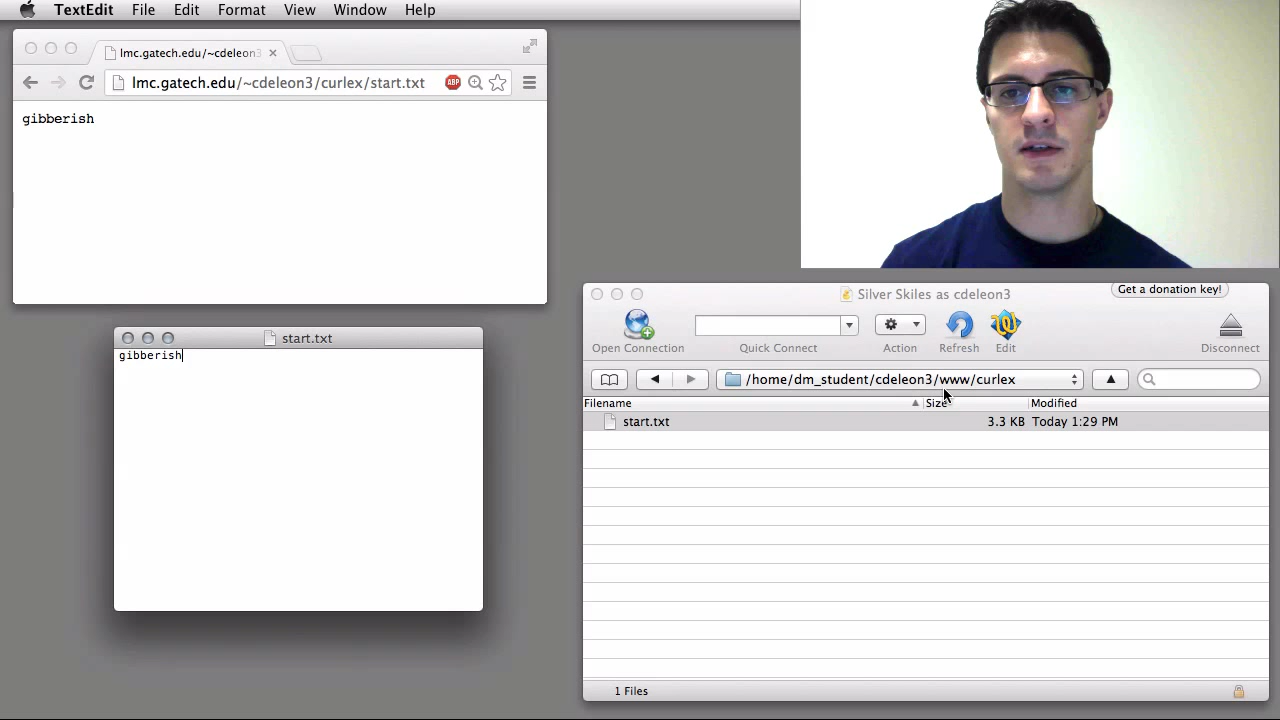 TextEdit File Edit Format View Window Help
lmc.gatech.edu/~cdeleon3
lmc.gatech.edu/~cdeleon3/curlex/start.txt ABP
gibberish
start.txt
gibberish
Silver Skiles as cdeleon3
Get a donation key!
Open Connection Quick Connect Action Refresh Edit Disconnect
/home/dm_student/cdeleon3/www/curlex
Filename Size Modified
start.txt 3.3 KB Today 1:29 PM
1 Files